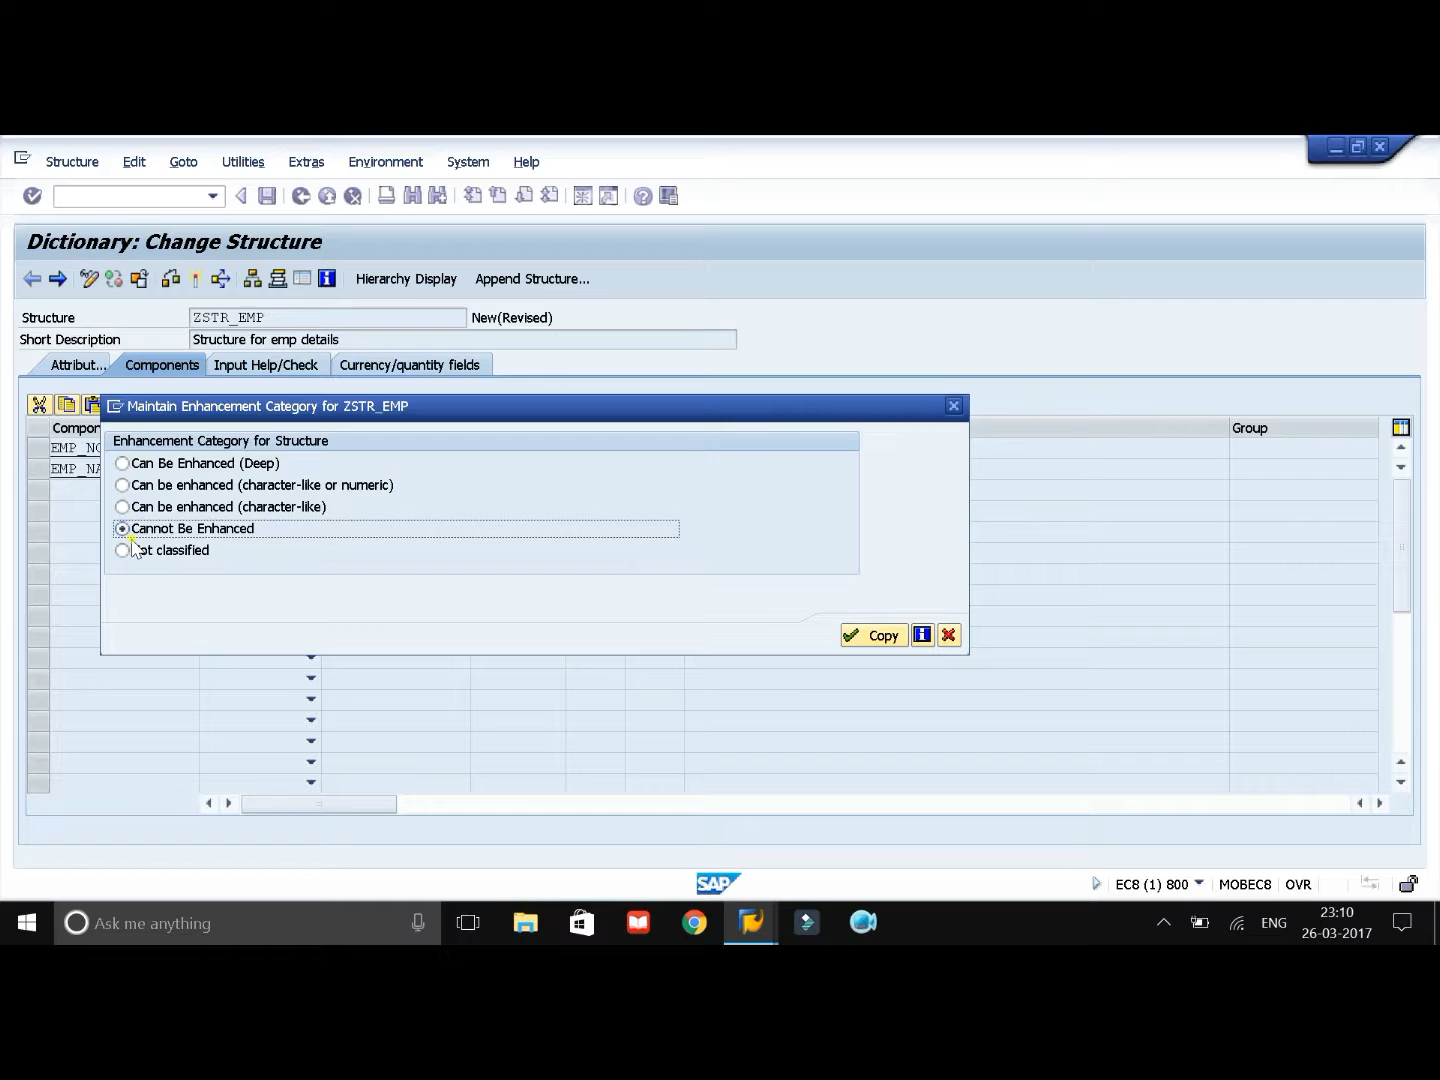 Structure Edit Goto Utilities Extras Environment System Help
Dictionary: Change Structure
Hierarchy Display Append Structure...
Structure ZSTR_EMP New(Revised)
Short Description Structure for emp details
Attribut... Components Input Help/Check Currency/quantity fields
Maintain Enhancement Category for ZSTR_EMP
Compon Group
EMP_NO
EMP_NA
Enhancement Category for Structure
Can Be Enhanced (Deep)
Can be enhanced (character-like or numeric)
Can be enhanced (character-like)
Cannot Be Enhanced
ot classified
Copy
SAP EC8 (1) 800 MOBEC8 OVR
Ask me anything ENG 23:10
26-03-2017